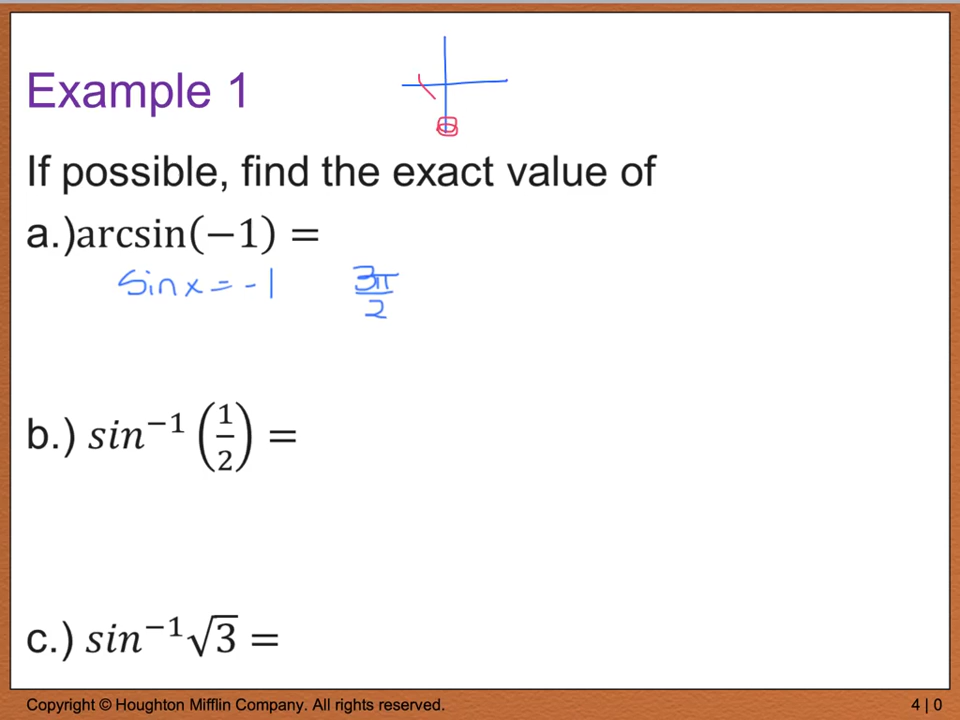 Example 1
If possible, find the exact value of
a.)arcsin(−1) =
sin x = -1 3π/2
b.) sin⁻¹ (1/2) =
c.) sin⁻¹√3 =
Copyright © Houghton Mifflin Company. All rights reserved. 4 | 0